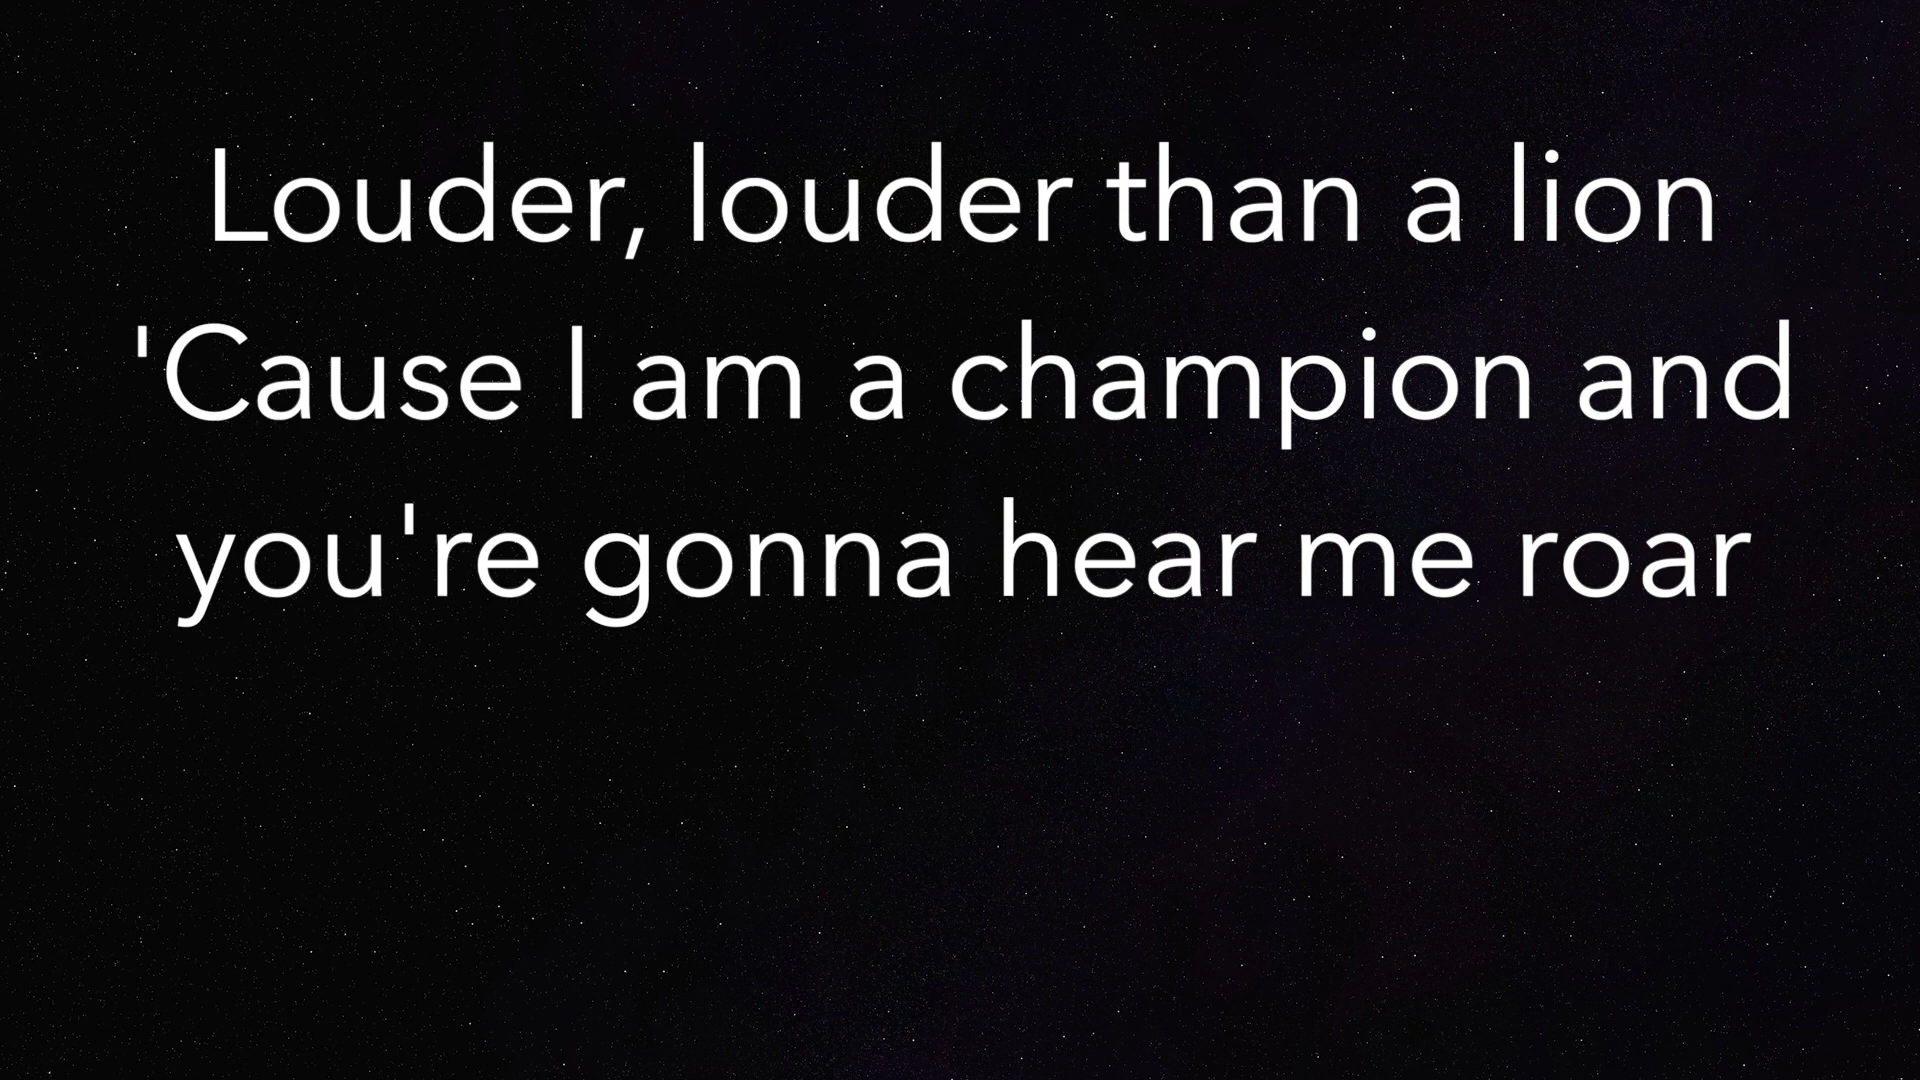 Louder, louder than a lion
'Cause I am a champion and
you're gonna hear me roar